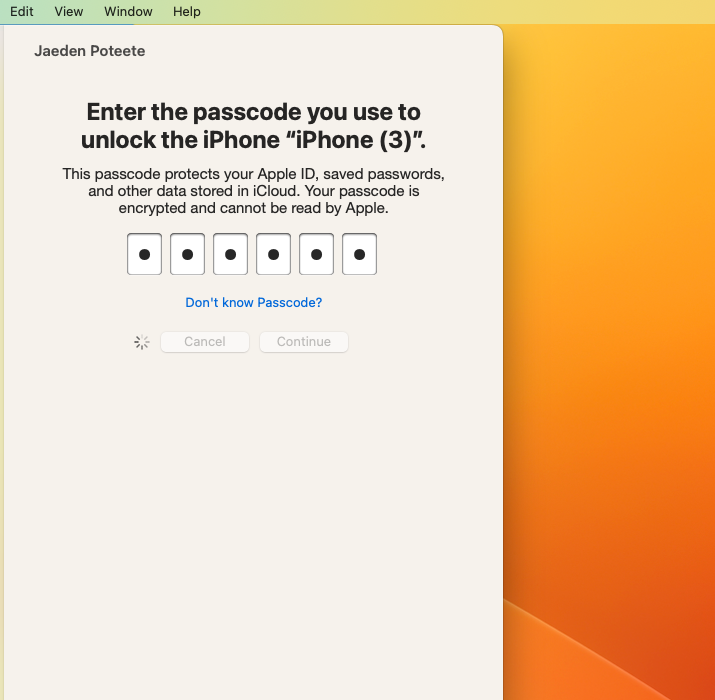 Edit View Window Help
Jaeden Poteete
Enter the passcode you use to
unlock the iPhone “iPhone (3)”.
This passcode protects your Apple ID, saved passwords,
and other data stored in iCloud. Your passcode is
encrypted and cannot be read by Apple.
Don't know Passcode?
Cancel Continue